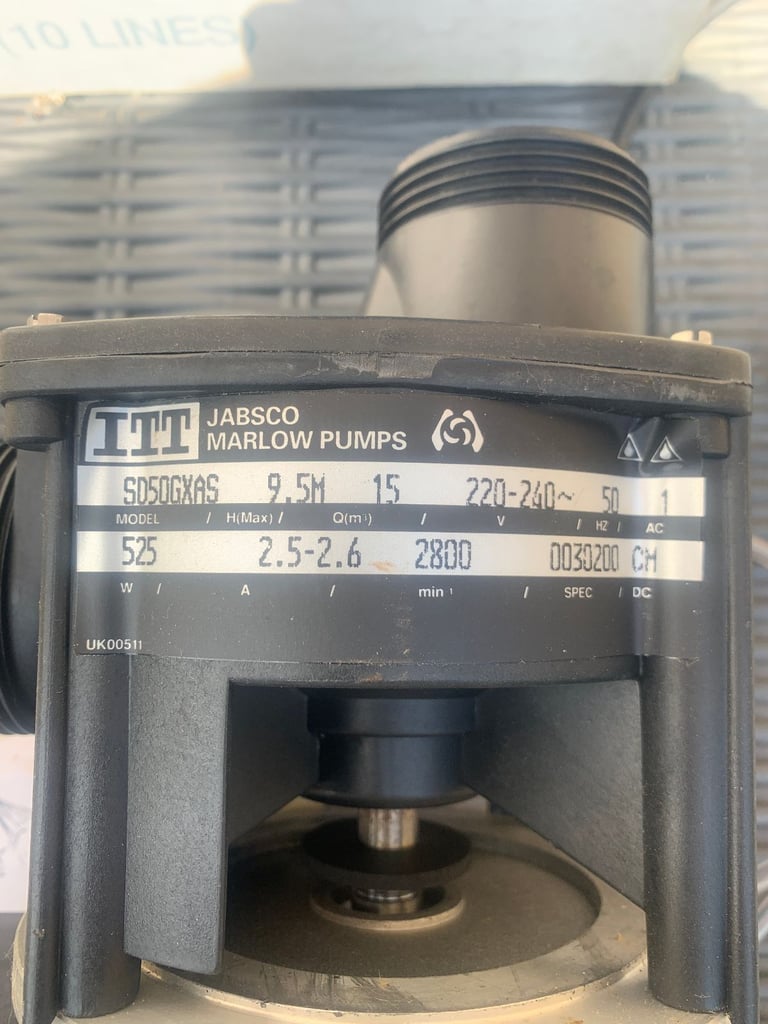 (10 LINES)
ITT JABSCO
MARLOW PUMPS
SD50GXAS 9.5M 15 220-240~ 50 1
MODEL / H(Max) / Q(m³) / V / HZ / AC
525 2.5-2.6 2800 0030200 CM
W / A / min⁻¹ / SPEC / DC
UK00511